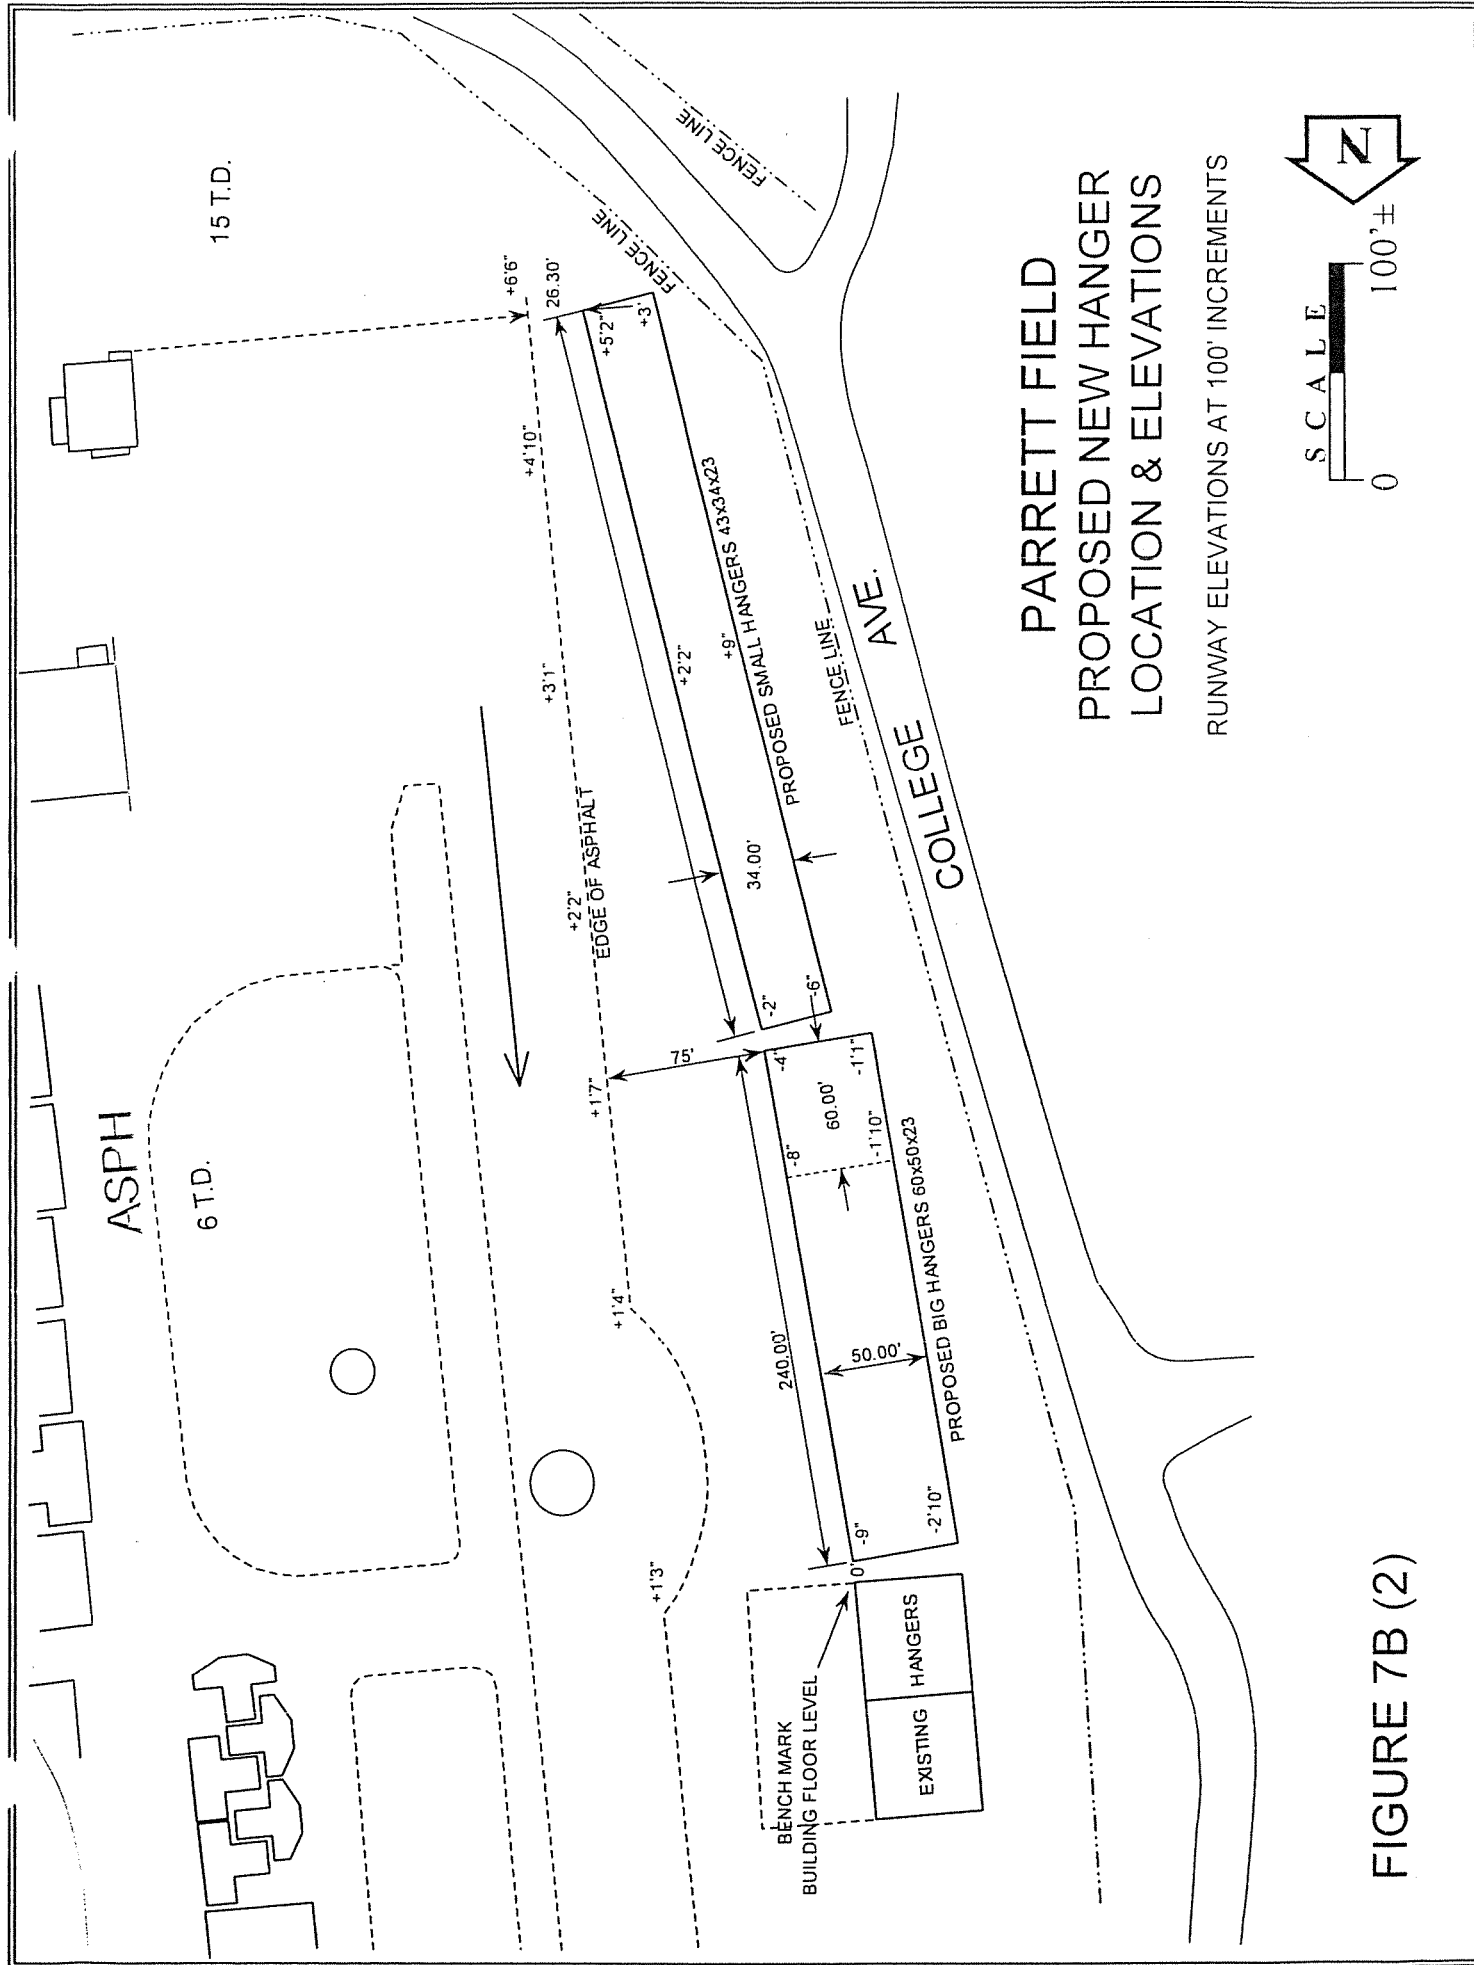 ASPH
6 T.D.
15 T.D.
+1'3"
+1'4"
+1'7"
+2'2"
+3'1"
+4'10"
+6'6"
EDGE OF ASPHALT
26.30'
75'
+5'2"
+3'
+2'2"
+9"
34.00'
-2"
-6"
PROPOSED SMALL HANGERS 43x34x23
240.00'
-4"
-1'1"
-8"
-1'10"
60.00'
50.00'
-9"
-2'10"
PROPOSED BIG HANGERS 60x50x23
0'
BENCH MARK
BUILDING FLOOR LEVEL
EXISTING HANGERS
FENCE LINE
FENCE LINE
FENCE LINE
COLLEGE AVE.
PARRETT FIELD
PROPOSED NEW HANGER
LOCATION & ELEVATIONS
RUNWAY ELEVATIONS AT 100' INCREMENTS
SCALE
0 100'±
N
FIGURE 7B (2)